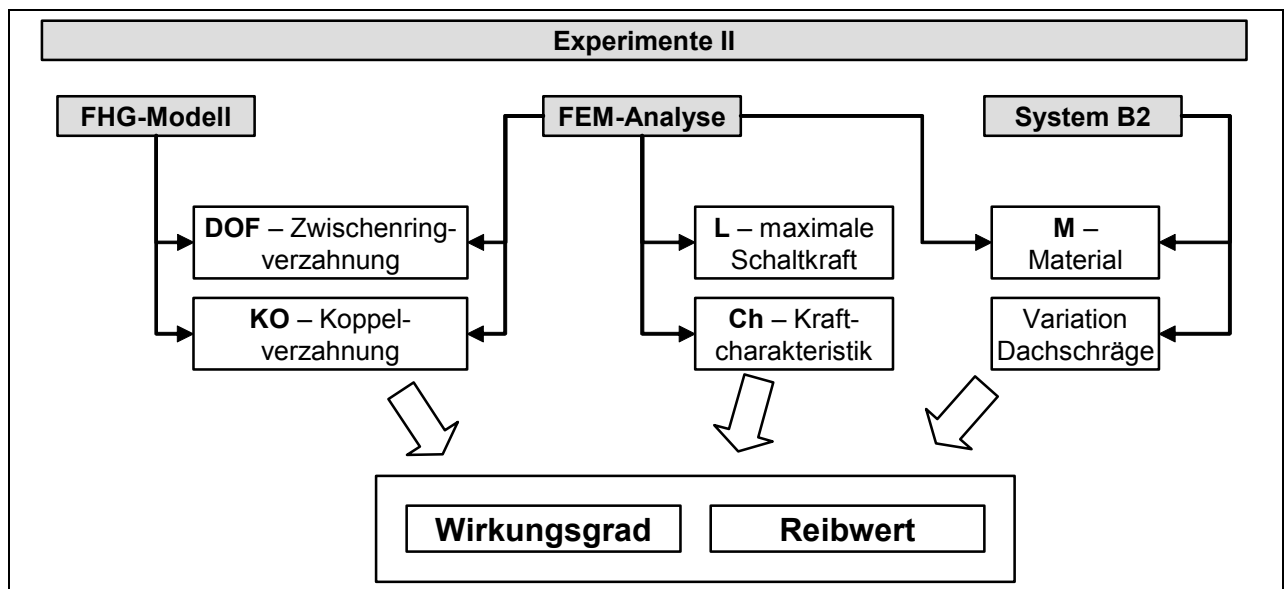 Experimente II
FHG-Modell
FEM-Analyse
System B2
DOF – Zwischenring-
verzahnung
L – maximale
Schaltkraft
M –
Material
KO – Koppel-
verzahnung
Ch – Kraft-
charakteristik
Variation
Dachschräge
Wirkungsgrad
Reibwert